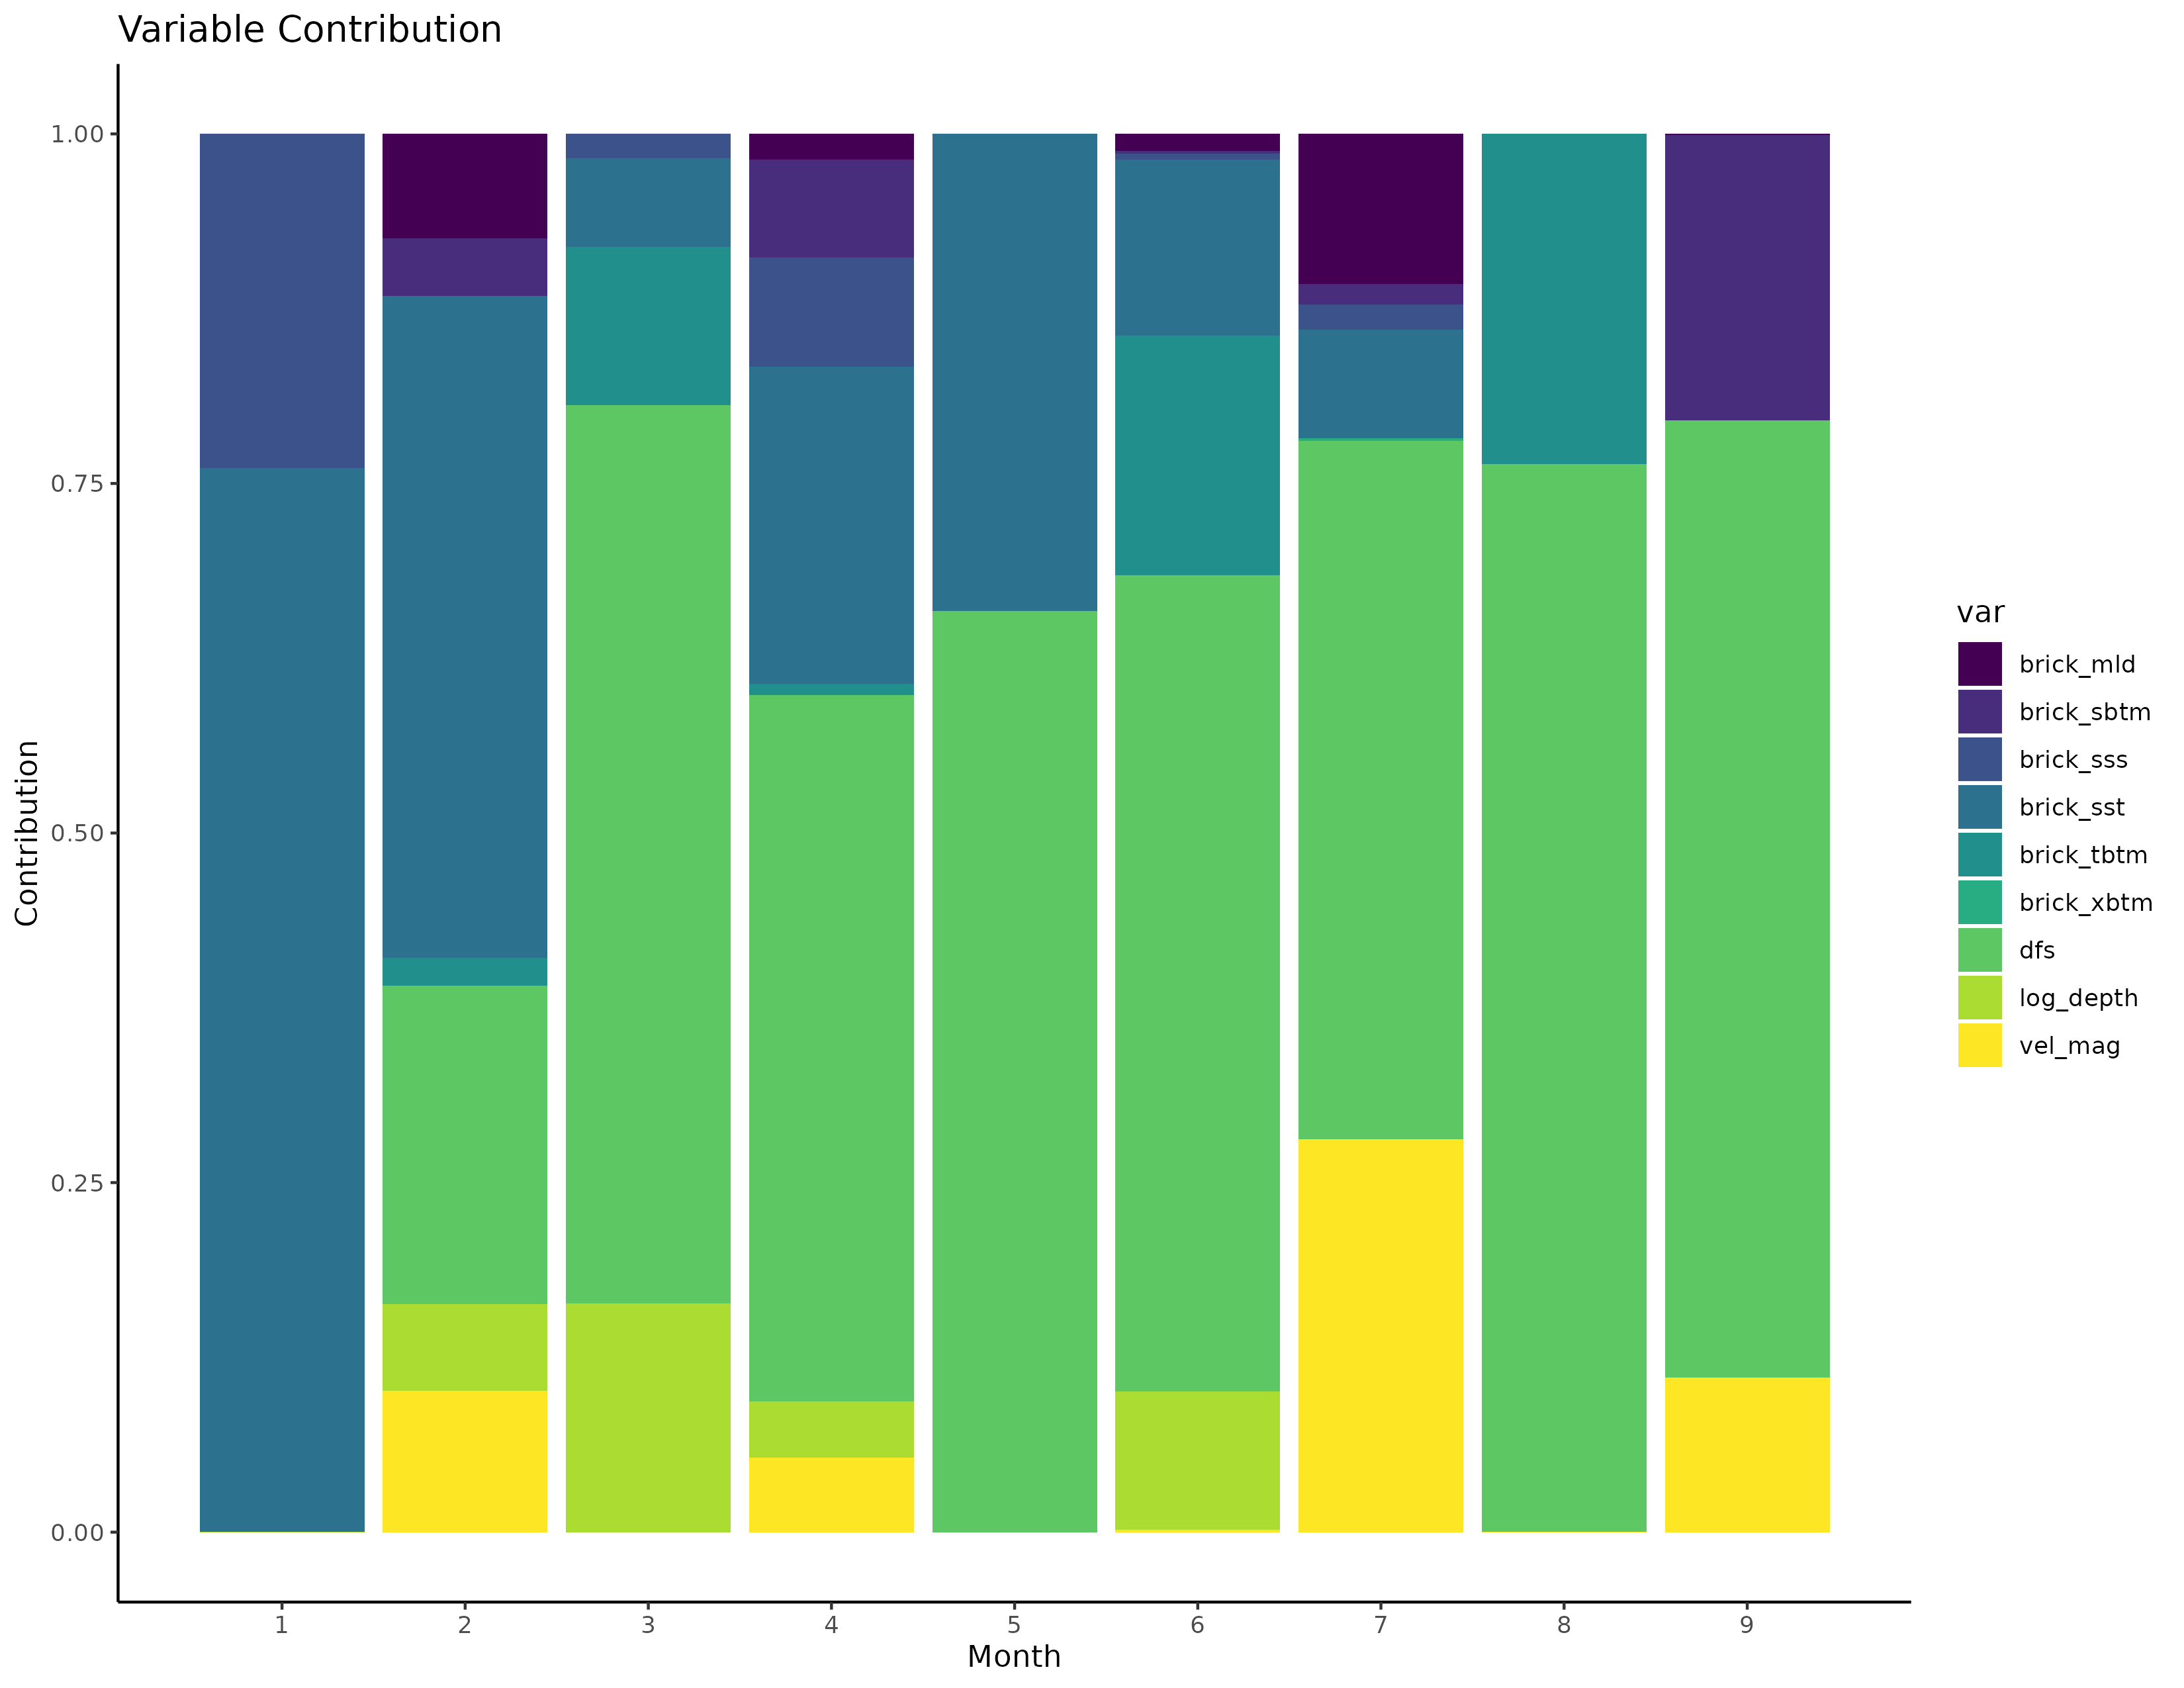 Variable Contribution
1.00
0.75
0.50
0.25
0.00
Contribution
1 2 3 4 5 6 7 8 9
Month
var
brick_mld
brick_sbtm
brick_sss
brick_sst
brick_tbtm
brick_xbtm
dfs
log_depth
vel_mag